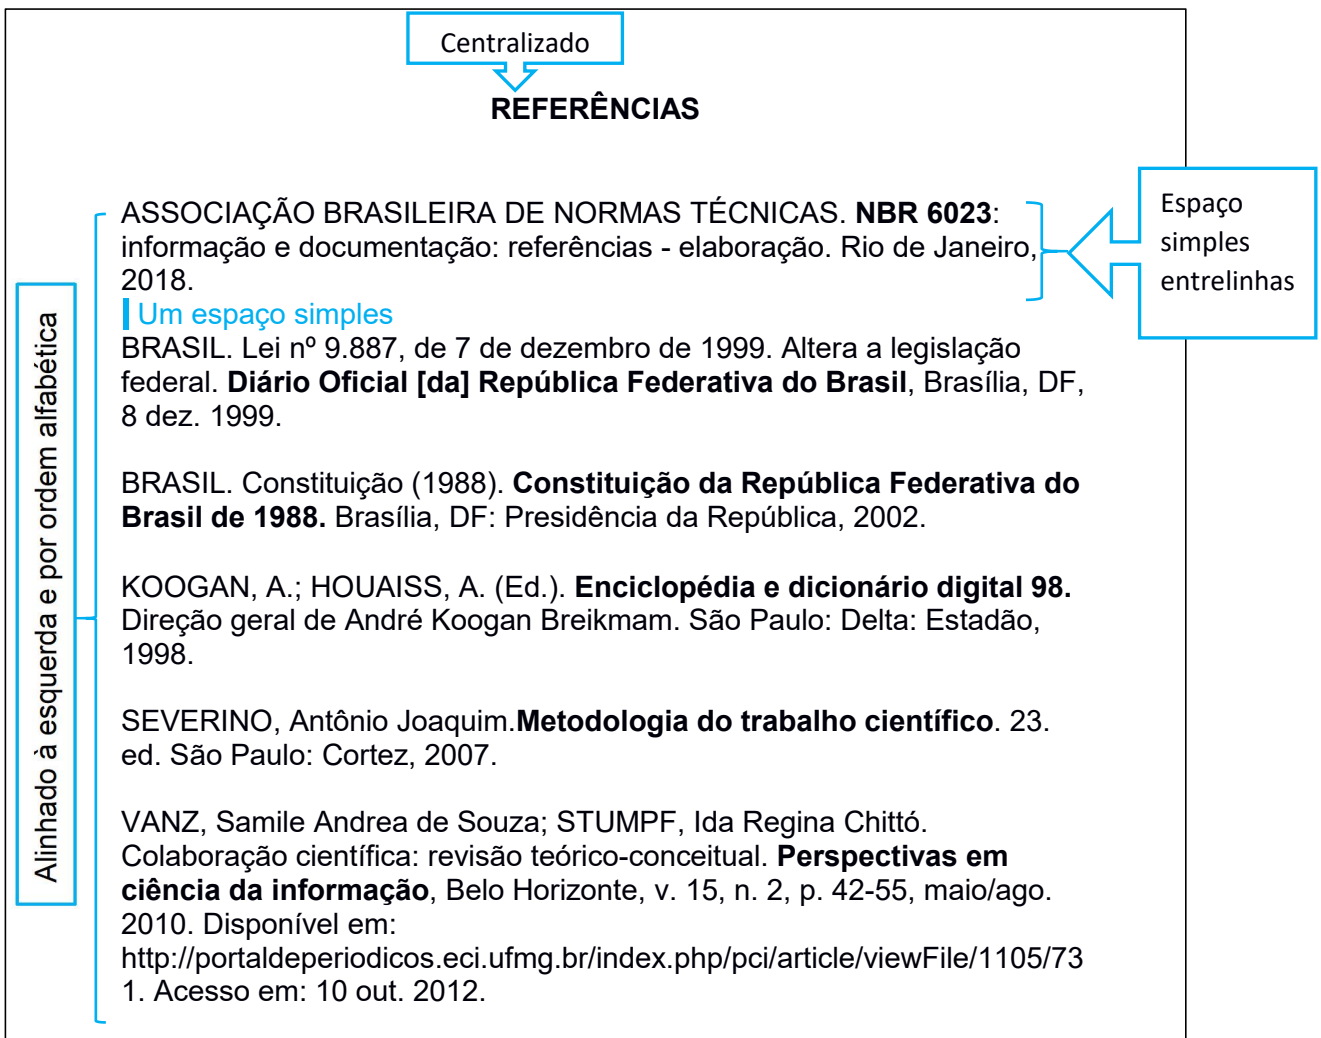 Centralizado
REFERÊNCIAS
Alinhado à esquerda e por ordem alfabética
ASSOCIAÇÃO BRASILEIRA DE NORMAS TÉCNICAS. NBR 6023:
informação e documentação: referências - elaboração. Rio de Janeiro,
2018.
Espaço
simples
entrelinhas
Um espaço simples
BRASIL. Lei nº 9.887, de 7 de dezembro de 1999. Altera a legislação
federal. Diário Oficial [da] República Federativa do Brasil, Brasília, DF,
8 dez. 1999.
BRASIL. Constituição (1988). Constituição da República Federativa do
Brasil de 1988. Brasília, DF: Presidência da República, 2002.
KOOGAN, A.; HOUAISS, A. (Ed.). Enciclopédia e dicionário digital 98.
Direção geral de André Koogan Breikmam. São Paulo: Delta: Estadão,
1998.
SEVERINO, Antônio Joaquim.Metodologia do trabalho científico. 23.
ed. São Paulo: Cortez, 2007.
VANZ, Samile Andrea de Souza; STUMPF, Ida Regina Chittó.
Colaboração científica: revisão teórico-conceitual. Perspectivas em
ciência da informação, Belo Horizonte, v. 15, n. 2, p. 42-55, maio/ago.
2010. Disponível em:
http://portaldeperiodicos.eci.ufmg.br/index.php/pci/article/viewFile/1105/73
1. Acesso em: 10 out. 2012.